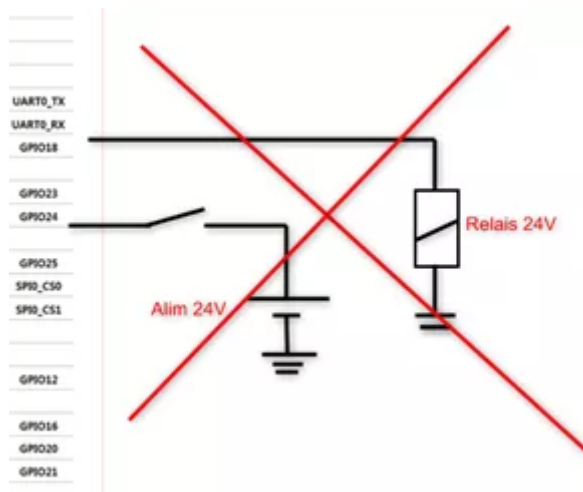 UART0_TX
UART0_RX
GPIO18
GPIO23
GPIO24
Relais 24V
GPIO25
SPI0_CS0
SPI0_CS1
Alim 24V
GPIO12
GPIO16
GPIO20
GPIO21